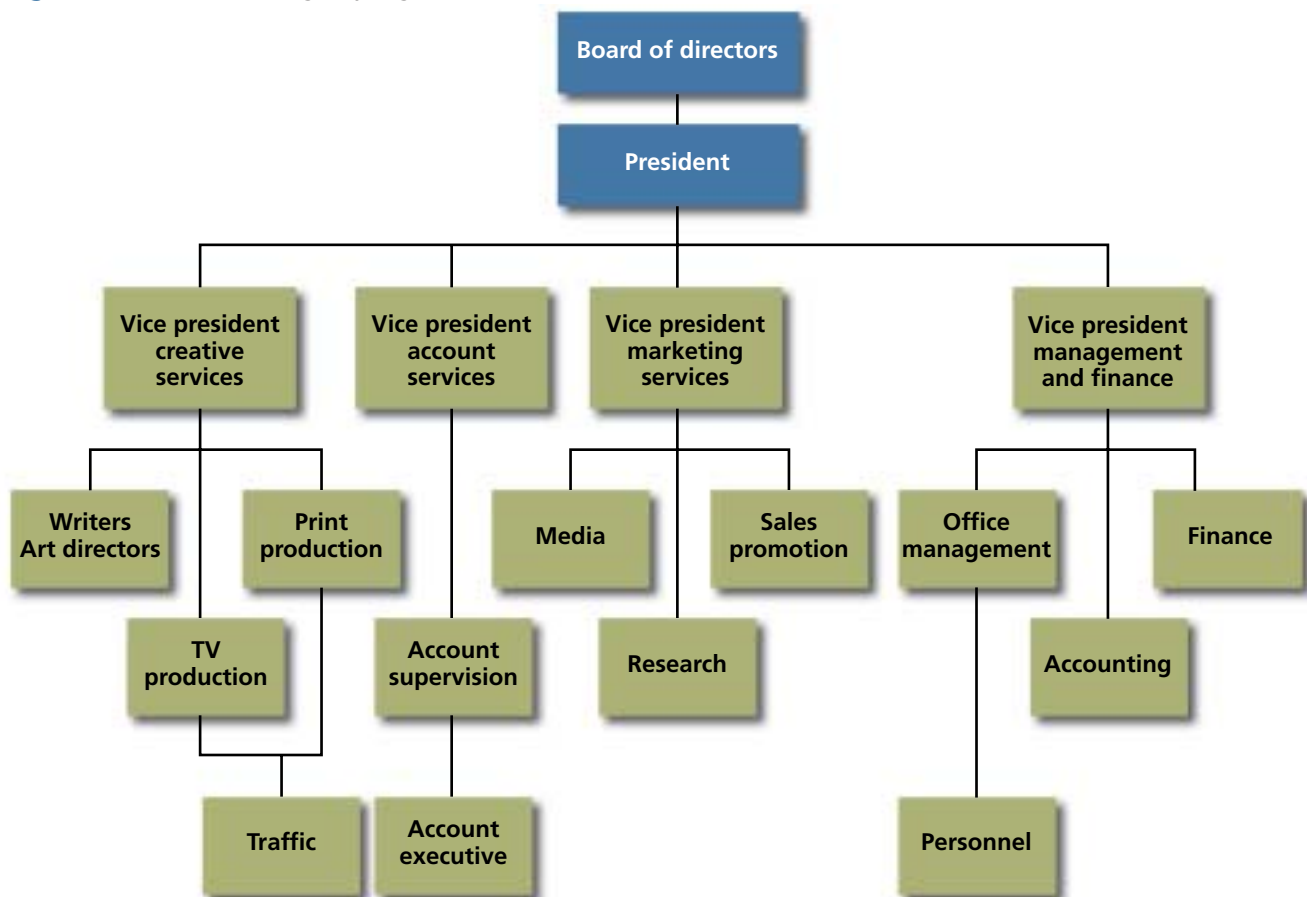 Board of directors
President
Vice president
creative
services
Vice president
account
services
Vice president
marketing
services
Vice president
management
and finance
Writers
Art directors
Print
production
Media
Sales
promotion
Office
management
Finance
TV
production
Account
supervision
Research
Accounting
Traffic
Account
executive
Personnel